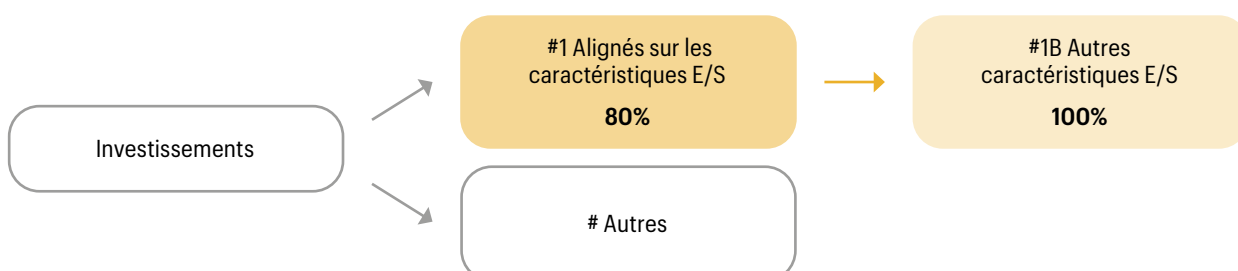 Investissements
#1 Alignés sur les
caractéristiques E/S
80%
#1B Autres
caractéristiques E/S
100%
# Autres